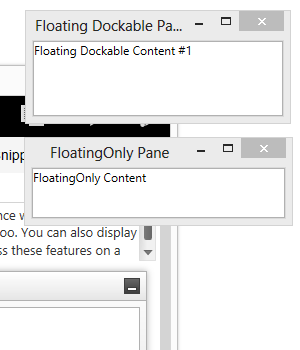 Floating Dockable Pa...
Floating Dockable Content #1
Snipp
FloatingOnly Pane
FloatingOnly Content
nce w
oo. You can also display
ss these features on a